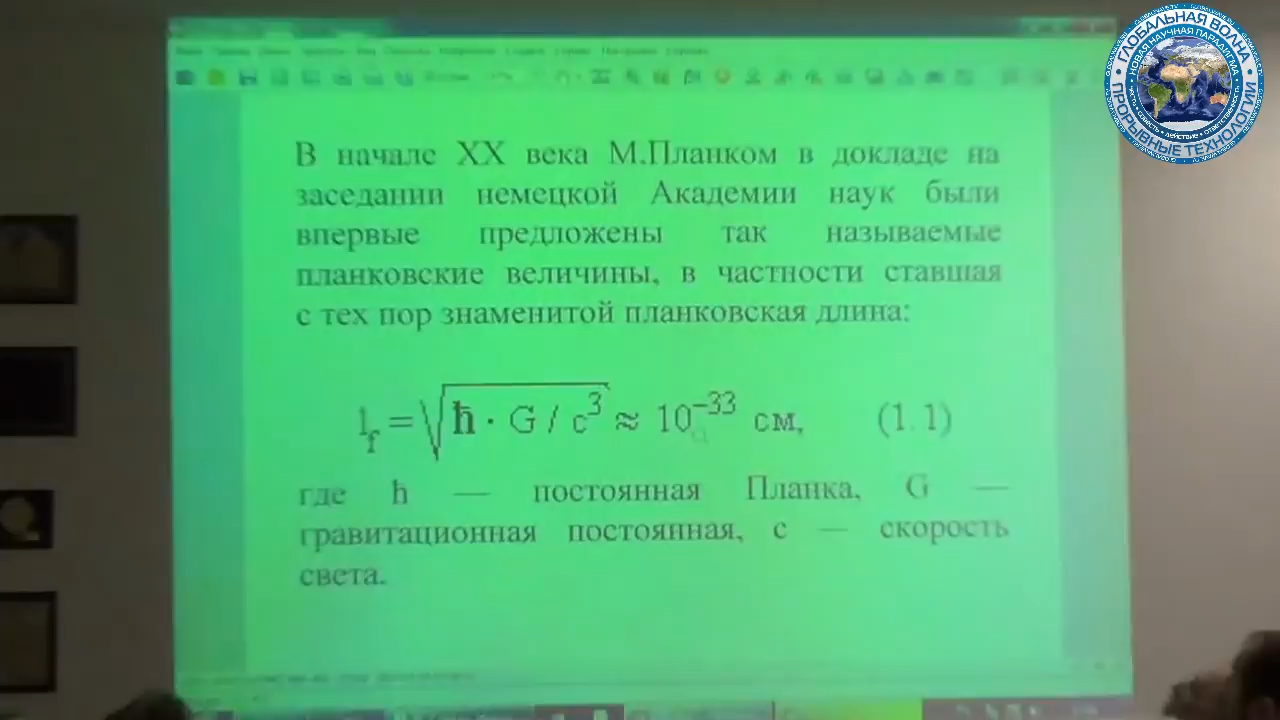 В начале XX века М.Планком в докладе на
заседании немецкой Академии наук были
впервые предложены так называемые
планковские величины, в частности ставшая
с тех пор знаменитой планковская длина:
l_f = √(ħ · G / c³) ≈ 10⁻³³ см, (1.1)
где ħ — постоянная Планка, G —
гравитационная постоянная, c — скорость
света.
ГЛОБАЛЬНАЯ ВОЛНА
НОВАЯ НАУЧНАЯ ПАРАДИГМА
ПРОРЫВНЫЕ ТЕХНОЛОГИИ